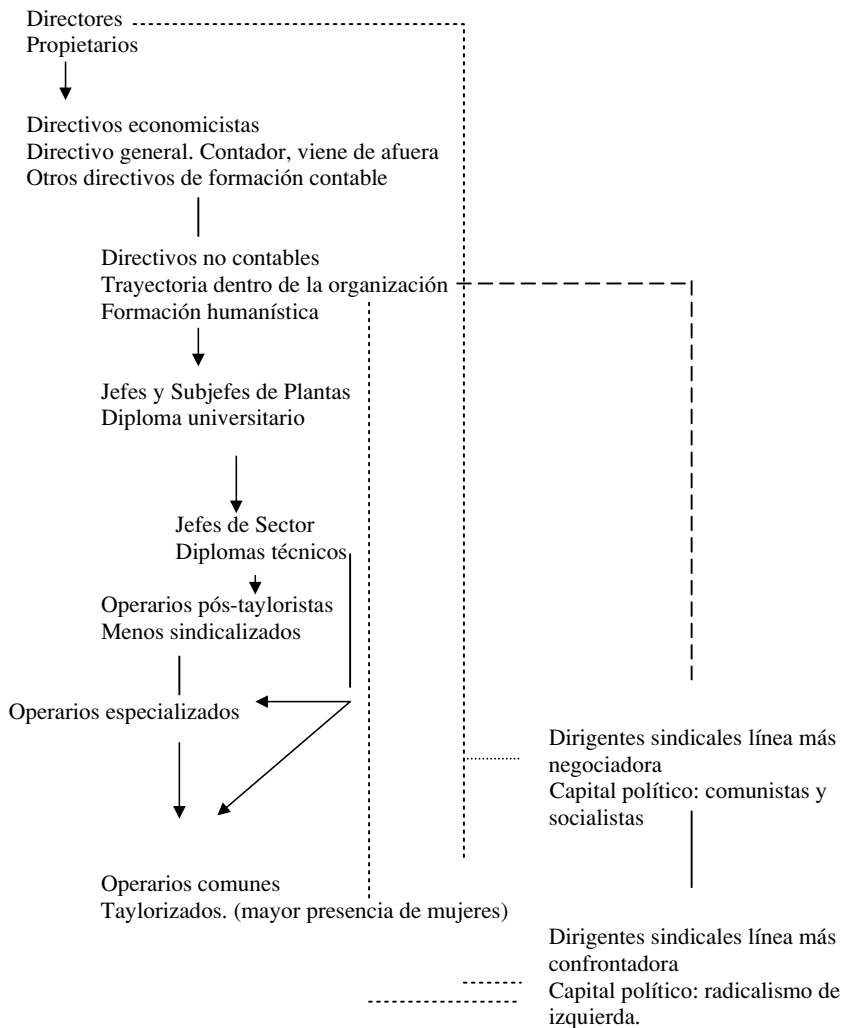 Directores
Propietarios
Directivos economicistas
Directivo general. Contador, viene de afuera
Otros directivos de formación contable
Directivos no contables
Trayectoria dentro de la organización
Formación humanística
Jefes y Subjefes de Plantas
Diploma universitario
Jefes de Sector
Diplomas técnicos
Operarios pós-tayloristas
Menos sindicalizados
Operarios especializados
Dirigentes sindicales línea más
negociadora
Capital político: comunistas y
socialistas
Operarios comunes
Taylorizados. (mayor presencia de mujeres)
Dirigentes sindicales línea más
confrontadora
Capital político: radicalismo de
izquierda.